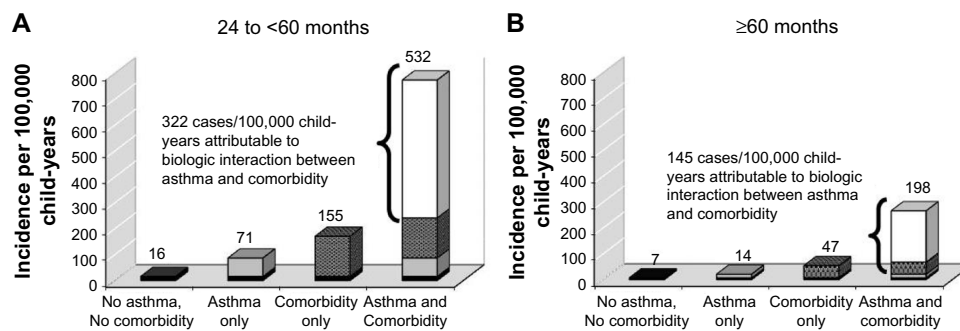 A
24 to <60 months
Incidence per 100,000
child-years
800
700
600
500
400
300
200
100
0
322 cases/100,000 child-
years attributable to
biologic interaction between
asthma and comorbidity
16
71
155
532
No asthma,
No comorbidity
Asthma
only
Comorbidity
only
Asthma and
Comorbidity
B
≥60 months
Incidence per 100,000
child-years
800
700
600
500
400
300
200
100
0
145 cases/100,000 child-
years attributable to biologic
interaction between asthma
and comorbidity
7
14
47
198
No asthma,
No comorbidity
Asthma
only
Comorbidity
only
Asthma and
comorbidity